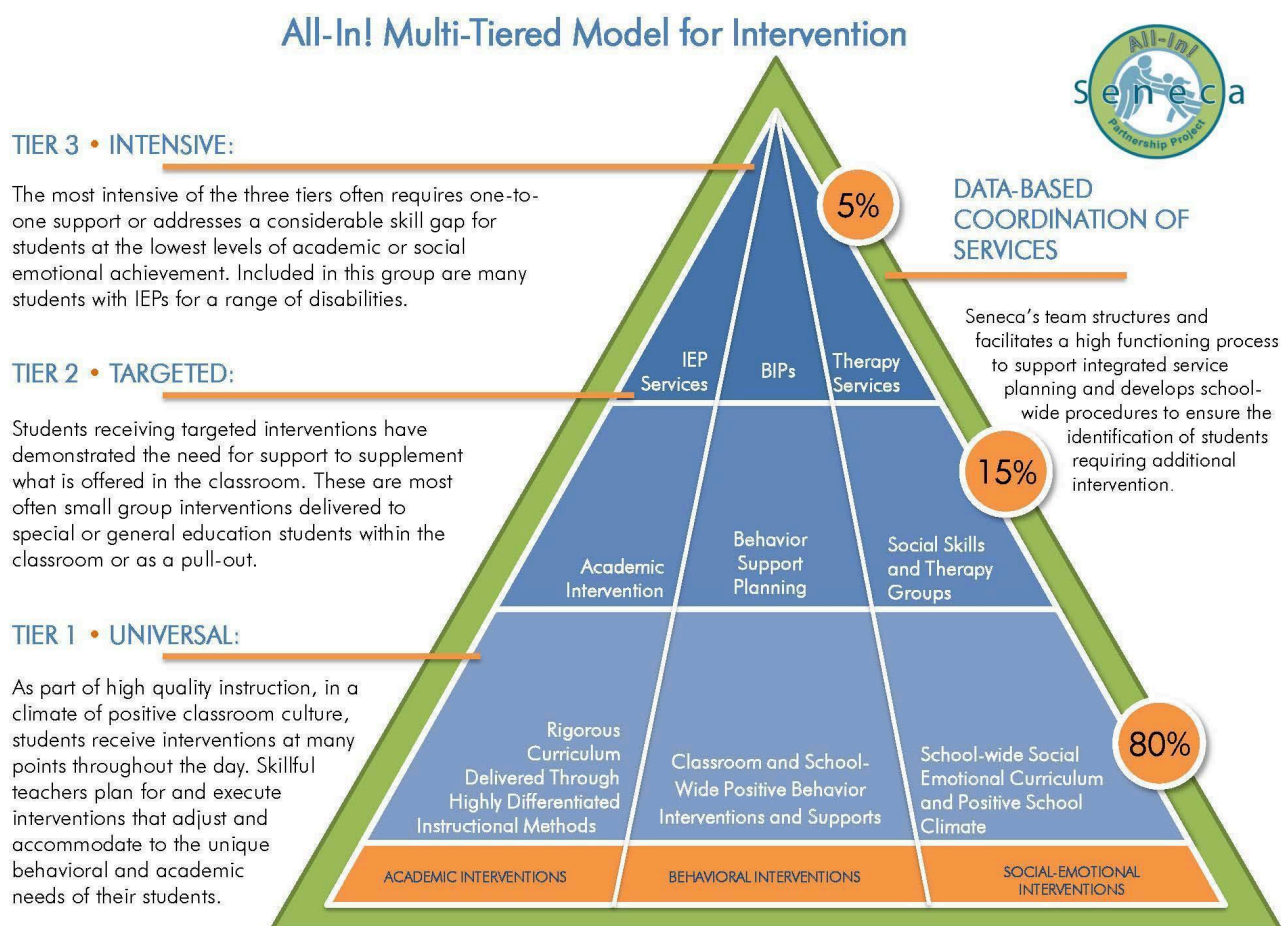 All-In! Multi-Tiered Model for Intervention
All-In!
Seneca
Partnership Project
TIER 3 • INTENSIVE:
The most intensive of the three tiers often requires one-to-
one support or addresses a considerable skill gap for
students at the lowest levels of academic or social
emotional achievement. Included in this group are many
students with IEPs for a range of disabilities.
TIER 2 • TARGETED:
Students receiving targeted interventions have
demonstrated the need for support to supplement
what is offered in the classroom. These are most
often small group interventions delivered to
special or general education students within the
classroom or as a pull-out.
TIER 1 • UNIVERSAL:
As part of high quality instruction, in a
climate of positive classroom culture,
students receive interventions at many
points throughout the day. Skillful
teachers plan for and execute
interventions that adjust and
accommodate to the unique
behavioral and academic
needs of their students.
5%
IEP
Services
BIPs
Therapy
Services
15%
Academic
Intervention
Behavior
Support
Planning
Social Skills
and Therapy
Groups
80%
Rigorous
Curriculum
Delivered Through
Highly Differentiated
Instructional Methods
Classroom and School-
Wide Positive Behavior
Interventions and Supports
School-wide Social
Emotional Curriculum
and Positive School
Climate
ACADEMIC INTERVENTIONS
BEHAVIORAL INTERVENTIONS
SOCIAL-EMOTIONAL
INTERVENTIONS
DATA-BASED
COORDINATION OF
SERVICES
Seneca's team structures and
facilitates a high functioning process
to support integrated service
planning and develops school-
wide procedures to ensure the
identification of students
requiring additional
intervention.